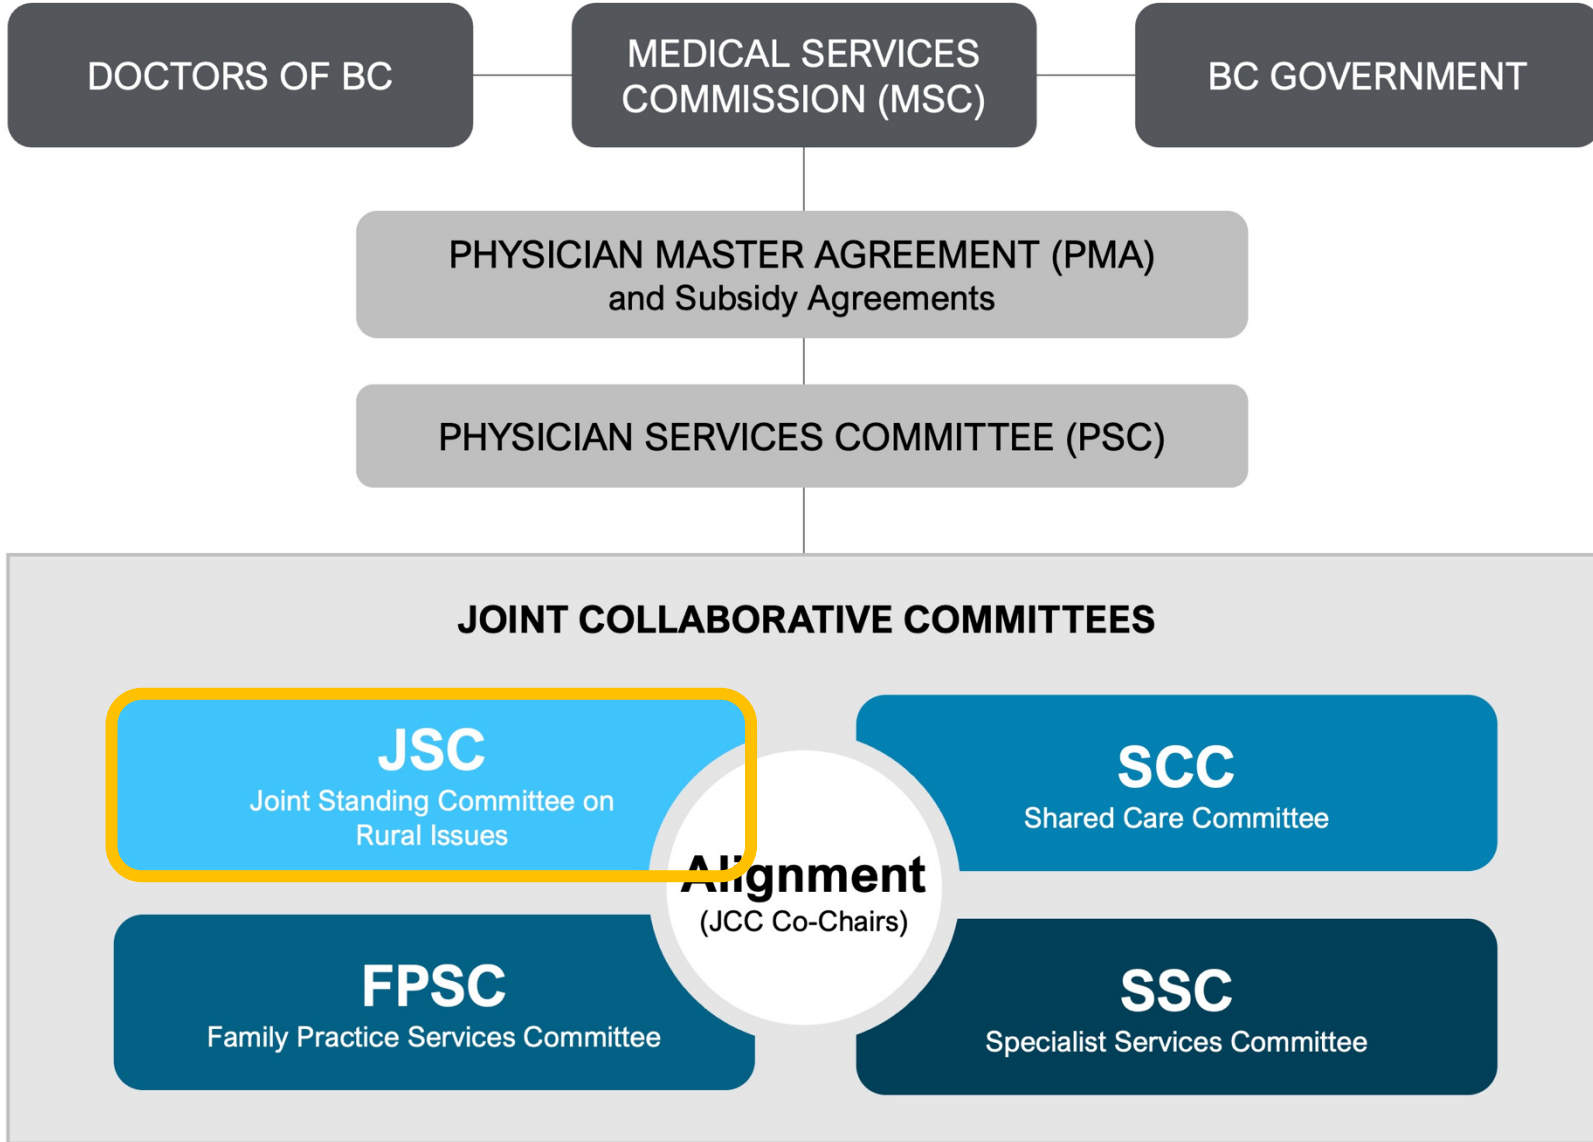 DOCTORS OF BC
MEDICAL SERVICES
COMMISSION (MSC)
BC GOVERNMENT
PHYSICIAN MASTER AGREEMENT (PMA)
and Subsidy Agreements
PHYSICIAN SERVICES COMMITTEE (PSC)
JOINT COLLABORATIVE COMMITTEES
JSC
Joint Standing Committee on
Rural Issues
SCC
Shared Care Committee
Alignment
(JCC Co-Chairs)
FPSC
Family Practice Services Committee
SSC
Specialist Services Committee